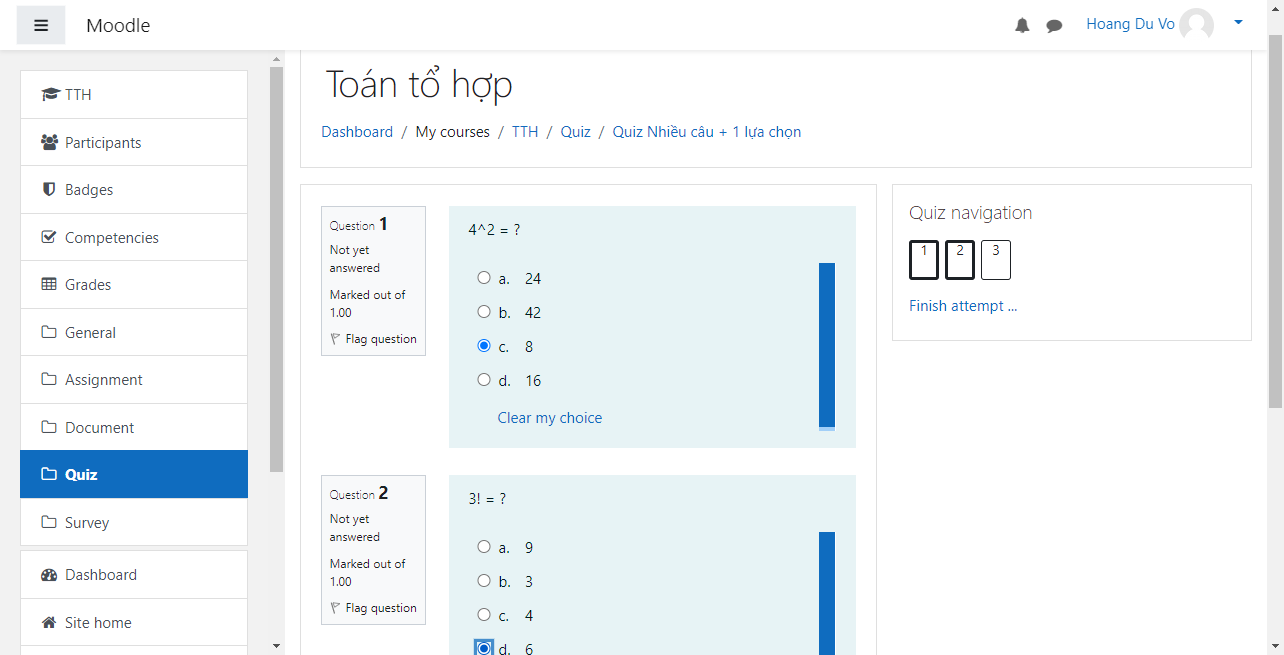 Moodle
Hoang Du Vo
TTH
Participants
Badges
Competencies
Grades
General
Assignment
Document
Quiz
Survey
Dashboard
Site home
Toán tổ hợp
Dashboard / My courses / TTH / Quiz / Quiz Nhiều câu + 1 lựa chọn
Question 1
Not yet
answered
Marked out of
1.00
Flag question
4^2 = ?
a. 24
b. 42
c. 8
d. 16
Clear my choice
Question 2
Not yet
answered
Marked out of
1.00
Flag question
3! = ?
a. 9
b. 3
c. 4
d. 6
Quiz navigation
1 2 3
Finish attempt ...